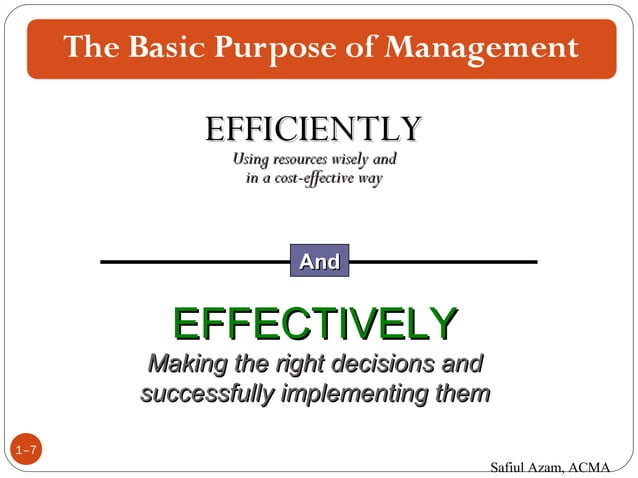 The Basic Purpose of Management
EFFICIENTLY
Using resources wisely and
in a cost-effective way
And
EFFECTIVELY
Making the right decisions and
successfully implementing them
1–7
Safiul Azam, ACMA